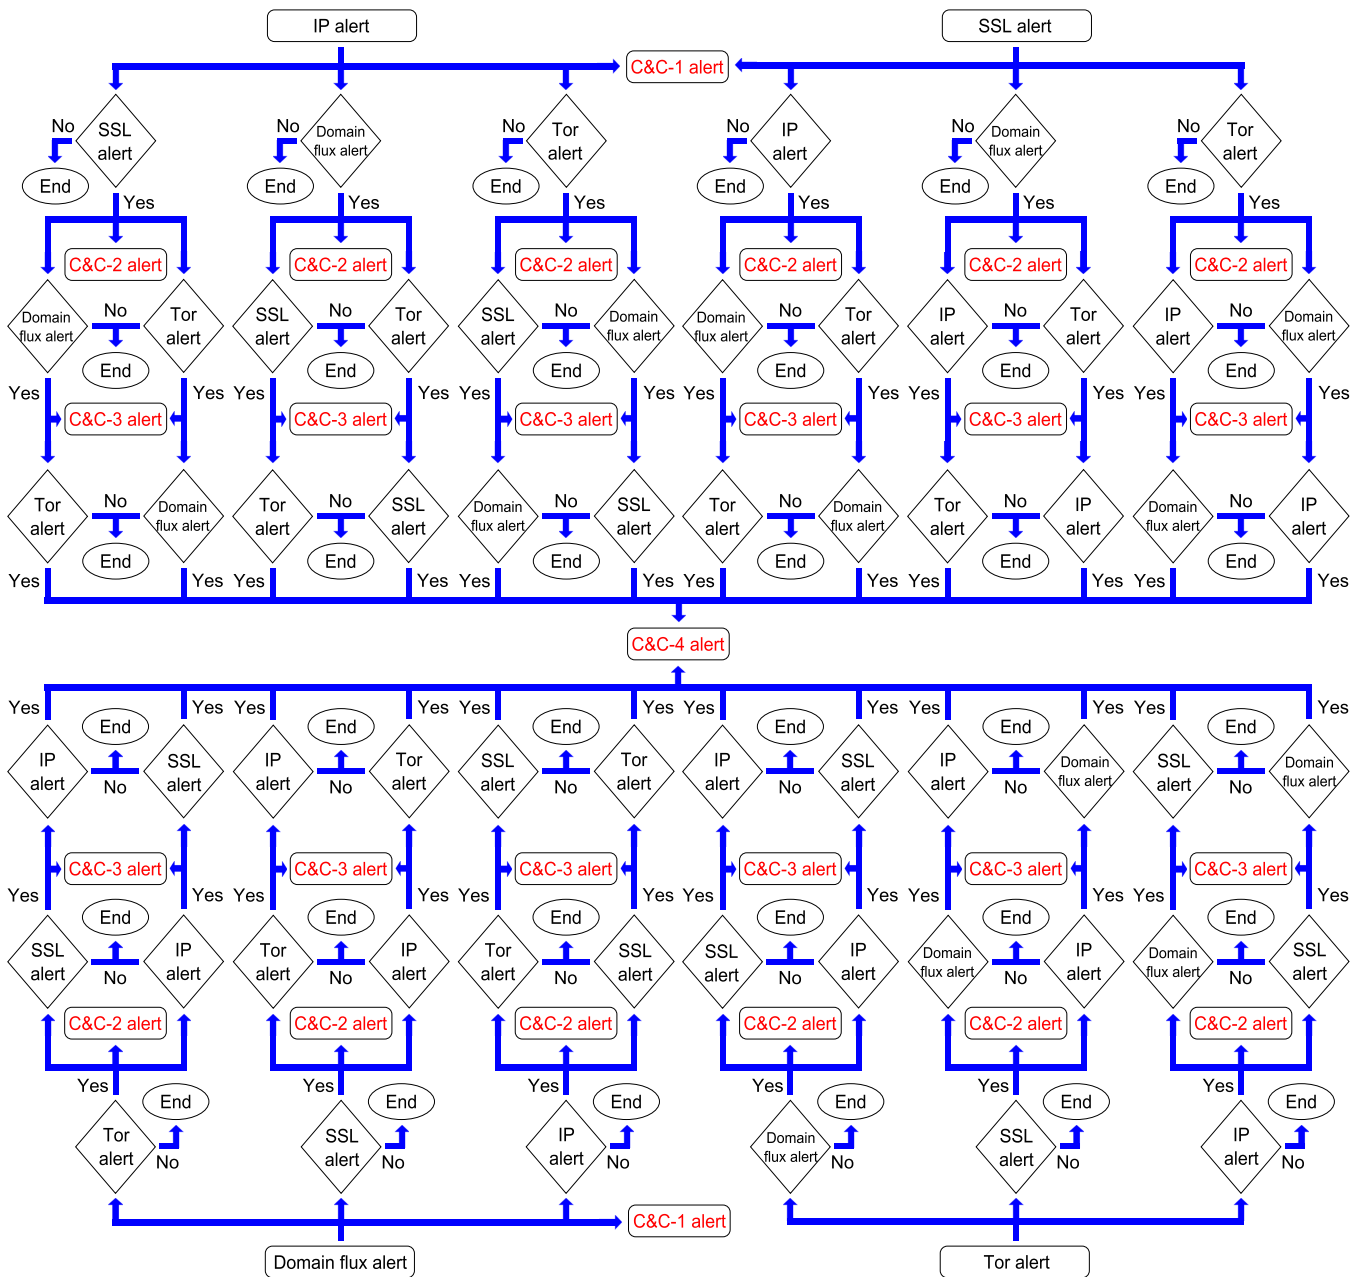 IP alert
SSL alert
C&C-1 alert
No
SSL
alert
No
Domain
flux alert
No
Tor
alert
No
IP
alert
No
Domain
flux alert
No
Tor
alert
End
End
End
End
End
End
Yes
Yes
Yes
Yes
Yes
Yes
C&C-2 alert
C&C-2 alert
C&C-2 alert
C&C-2 alert
C&C-2 alert
C&C-2 alert
Domain
flux alert
No
Tor
alert
SSL
alert
No
Tor
alert
SSL
alert
No
Domain
flux alert
Domain
flux alert
No
Tor
alert
IP
alert
No
Tor
alert
IP
alert
No
Domain
flux alert
End
End
End
End
End
End
Yes
Yes
Yes
Yes
Yes
Yes
Yes
Yes
Yes
Yes
Yes
Yes
C&C-3 alert
C&C-3 alert
C&C-3 alert
C&C-3 alert
C&C-3 alert
C&C-3 alert
Tor
alert
No
Domain
flux alert
Tor
alert
No
SSL
alert
Domain
flux alert
No
SSL
alert
Tor
alert
No
Domain
flux alert
Tor
alert
No
IP
alert
Domain
flux alert
No
IP
alert
End
End
End
End
End
End
Yes
Yes
Yes
Yes
Yes
Yes
Yes
Yes
Yes
Yes
Yes
Yes
C&C-4 alert
Yes
Yes
Yes
Yes
Yes
Yes
Yes
Yes
Yes
Yes
Yes
Yes
End
End
End
End
End
End
IP
alert
No
SSL
alert
IP
alert
No
Tor
alert
SSL
alert
No
Tor
alert
IP
alert
No
SSL
alert
IP
alert
No
Domain
flux alert
SSL
alert
No
Domain
flux alert
C&C-3 alert
C&C-3 alert
C&C-3 alert
C&C-3 alert
C&C-3 alert
C&C-3 alert
Yes
Yes
Yes
Yes
Yes
Yes
Yes
Yes
Yes
Yes
Yes
Yes
End
End
End
End
End
End
SSL
alert
No
IP
alert
Tor
alert
No
IP
alert
Tor
alert
No
SSL
alert
SSL
alert
No
IP
alert
Domain
flux alert
No
IP
alert
Domain
flux alert
No
SSL
alert
C&C-2 alert
C&C-2 alert
C&C-2 alert
C&C-2 alert
C&C-2 alert
C&C-2 alert
Yes
Yes
Yes
Yes
Yes
Yes
End
End
End
End
End
End
Tor
alert
No
SSL
alert
No
IP
alert
No
Domain
flux alert
No
SSL
alert
No
IP
alert
No
C&C-1 alert
Domain flux alert
Tor alert